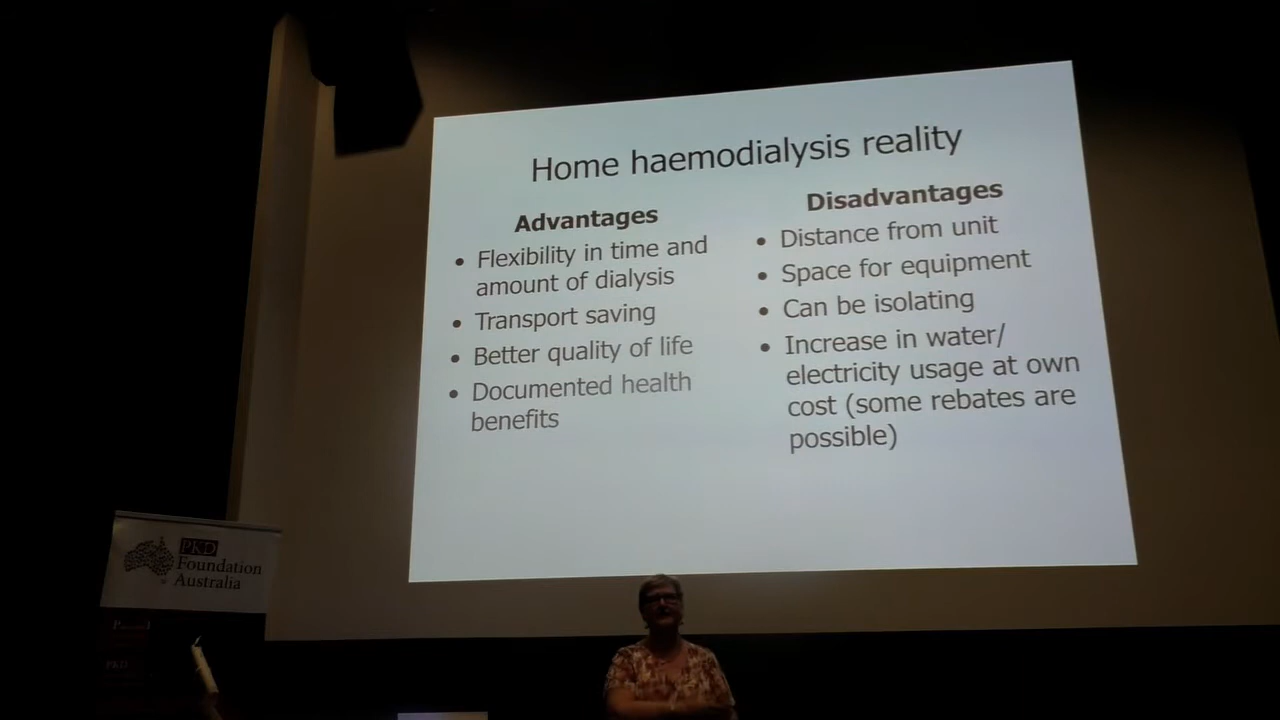 Home haemodialysis reality
Advantages
• Flexibility in time and
amount of dialysis
• Transport saving
• Better quality of life
• Documented health
benefits
Disadvantages
• Distance from unit
• Space for equipment
• Can be isolating
• Increase in water/
electricity usage at own
cost (some rebates are
possible)
PKD
Foundation
Australia
PKD